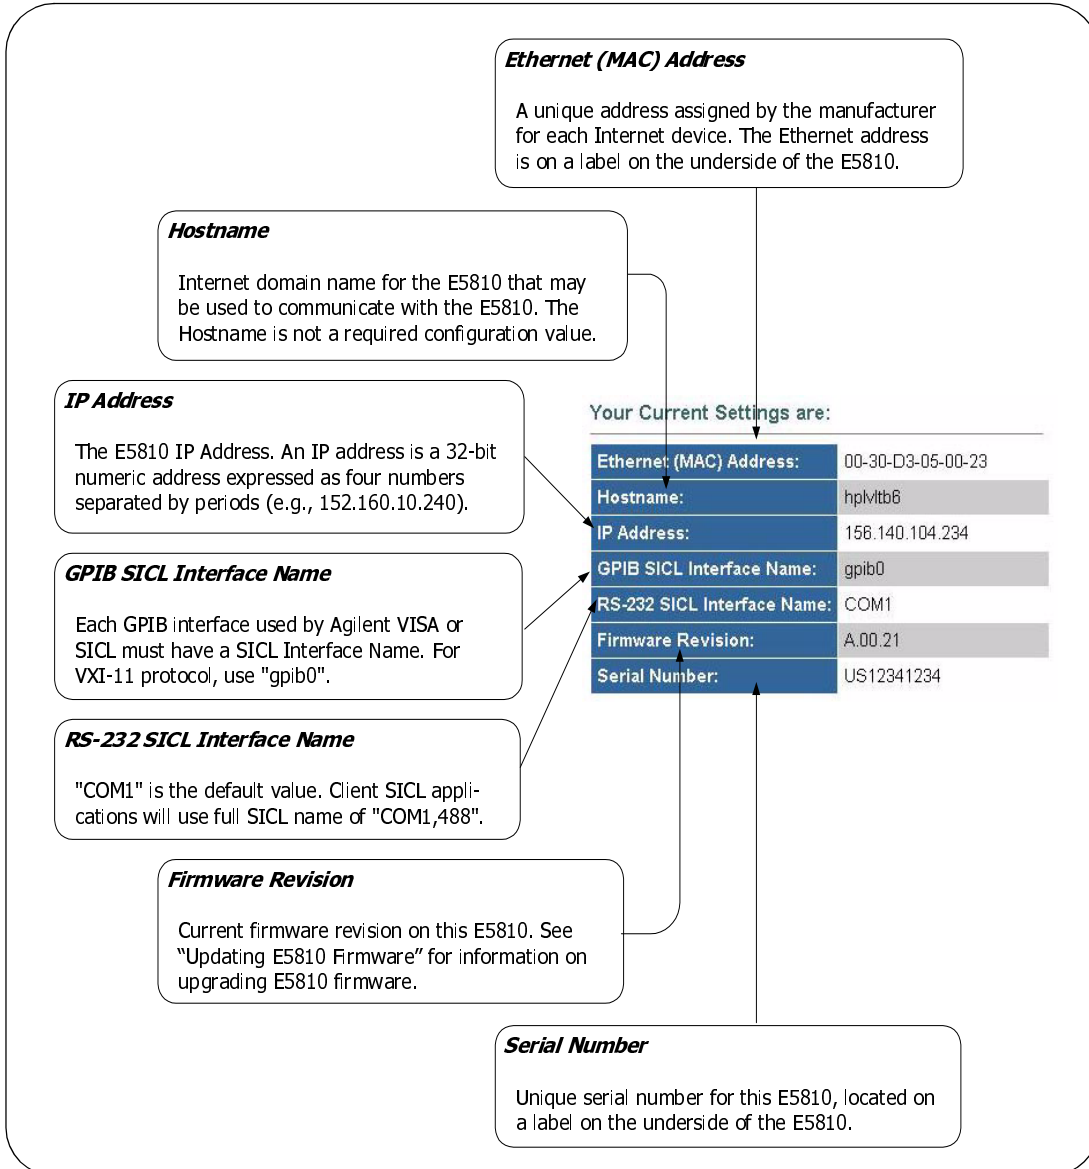 Ethernet (MAC) Address
A unique address assigned by the manufacturer
for each Internet device. The Ethernet address
is on a label on the underside of the E5810.
Hostname
Internet domain name for the E5810 that may
be used to communicate with the E5810. The
Hostname is not a required configuration value.
IP Address
The E5810 IP Address. An IP address is a 32-bit
numeric address expressed as four numbers
separated by periods (e.g., 152.160.10.240).
GPIB SICL Interface Name
Each GPIB interface used by Agilent VISA or
SICL must have a SICL Interface Name. For
VXI-11 protocol, use "gpib0".
RS-232 SICL Interface Name
"COM1" is the default value. Client SICL appli-
cations will use full SICL name of "COM1,488".
Firmware Revision
Current firmware revision on this E5810. See
“Updating E5810 Firmware” for information on
upgrading E5810 firmware.
Serial Number
Unique serial number for this E5810, located on
a label on the underside of the E5810.
Your Current Settings are:
Ethernet (MAC) Address: 00-30-D3-05-00-23
Hostname: hplvltb6
IP Address: 156.140.104.234
GPIB SICL Interface Name: gpib0
RS-232 SICL Interface Name: COM1
Firmware Revision: A.00.21
Serial Number: US12341234